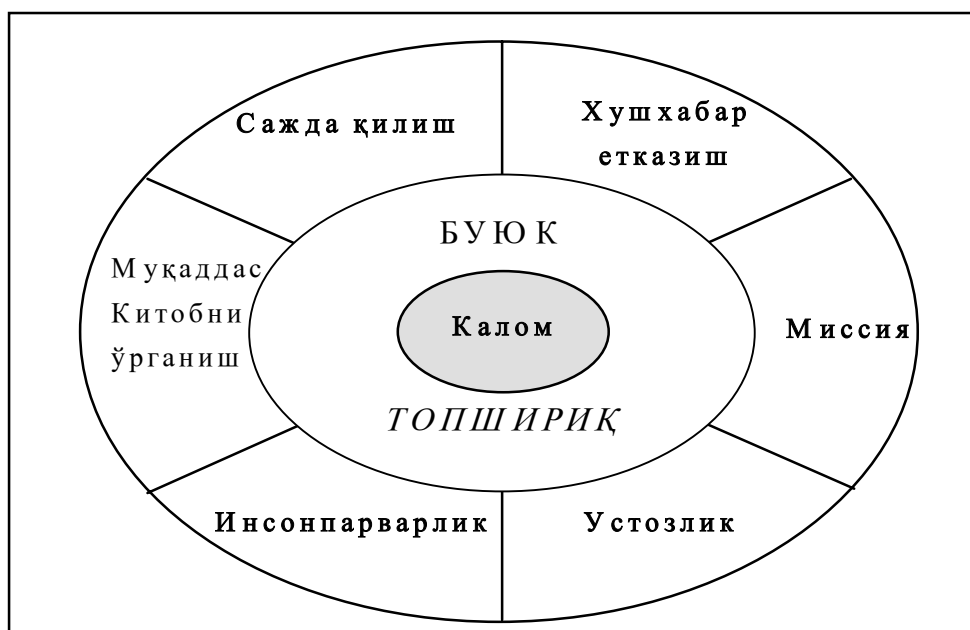 Сажда қилиш
Хушхабар
етказиш
БУЮК
Муқаддас
Китобни
ўрганиш
Калом
Миссия
ТОПШИРИҚ
Инсонпарварлик
Устозлик